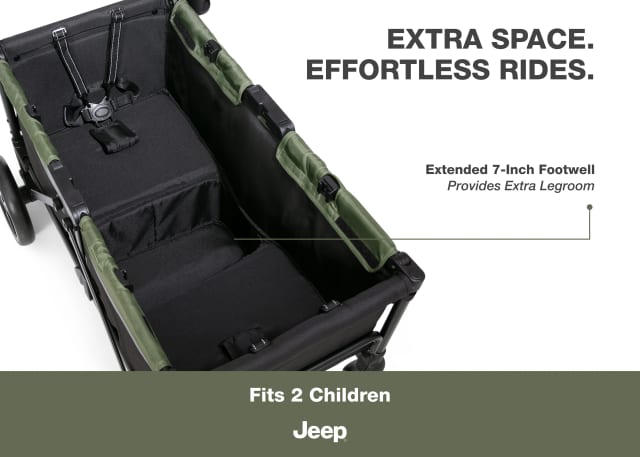 EXTRA SPACE.
EFFORTLESS RIDES.
Extended 7-Inch Footwell
Provides Extra Legroom
Fits 2 Children
Jeep